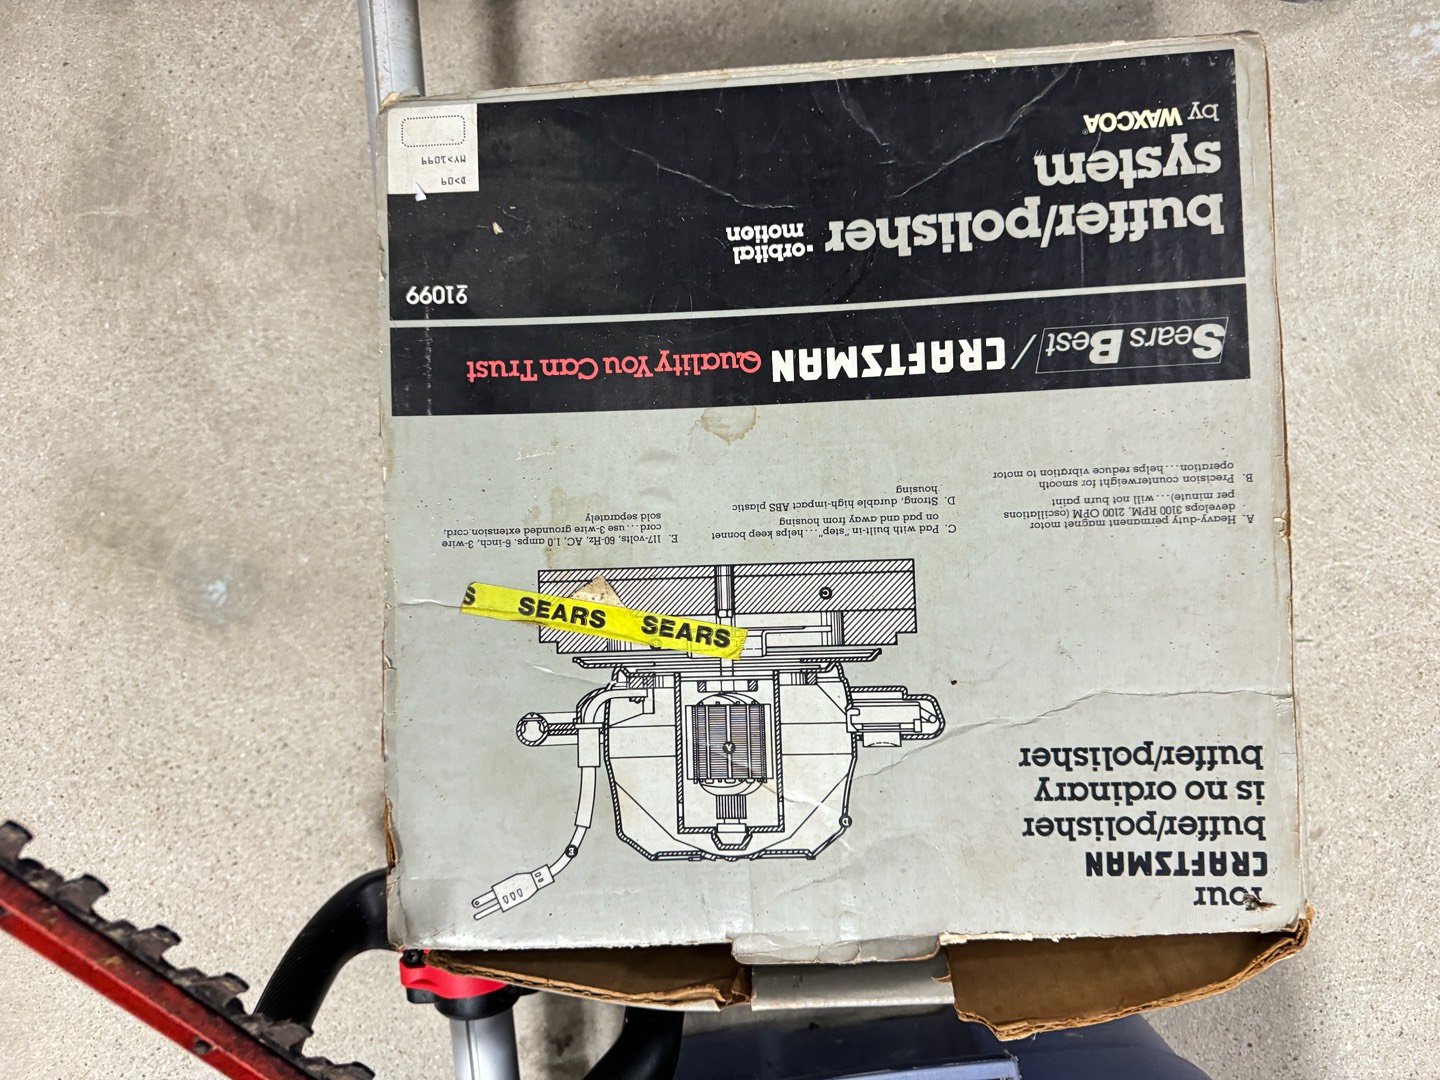 Your
CRAFTSMAN
buffer/polisher
is no ordinary
buffer/polisher
E
D
A
C
SEARS SEARS
A. Heavy-duty permanent magnet motor
develops 3100 RPM, 2100 OPM (oscillations
per minute)... will not burn paint
B. Precision counterweight for smooth
operation... helps reduce vibration to motor
C. Pad with built-in "step"... helps keep bonnet
on pad and away from housing
D. Strong, durable high-impact ABS plastic
housing
E. 117-volts, 60-Hz, AC, 1.0 amps. 6-inch, 3-wire
cord... use 3-wire grounded extension cord,
sold separately
Sears Best / CRAFTSMAN Quality You Can Trust
21099
buffer/polisher • orbital motion
system
by WAXCOA®
D>09
MY>1099